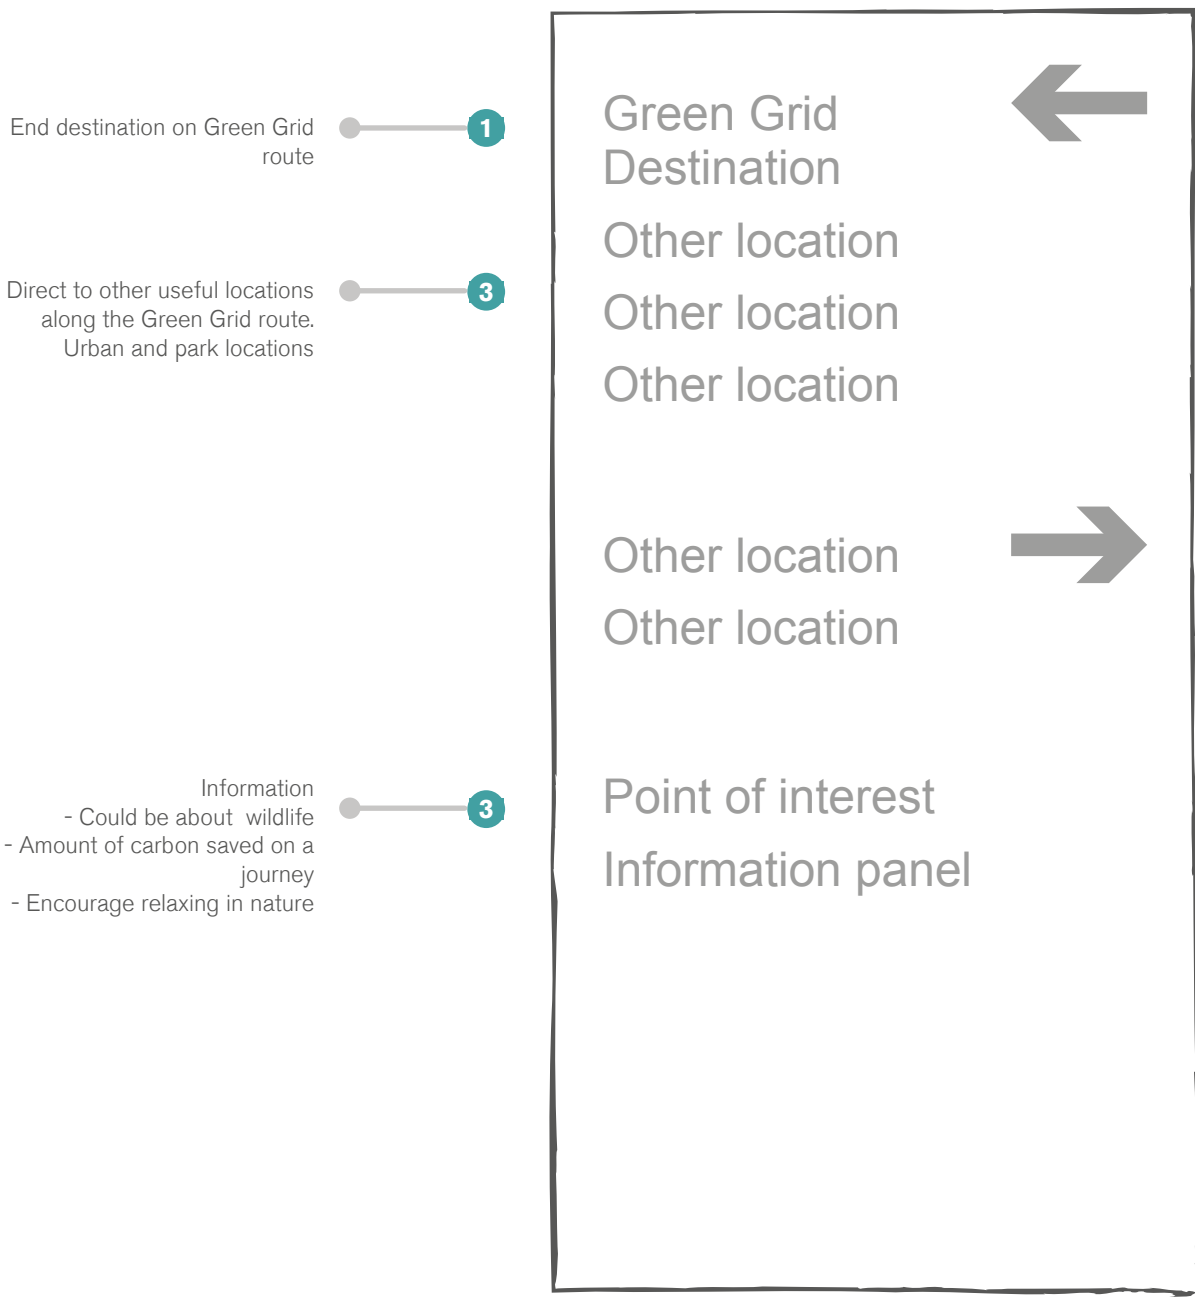 End destination on Green Grid
route
1
Green Grid
Destination
Other location
Direct to other useful locations
along the Green Grid route.
Urban and park locations
3
Other location
Other location
Other location
Other location
Information
- Could be about  wildlife
- Amount of carbon saved on a
journey
- Encourage relaxing in nature
3
Point of interest
Information panel